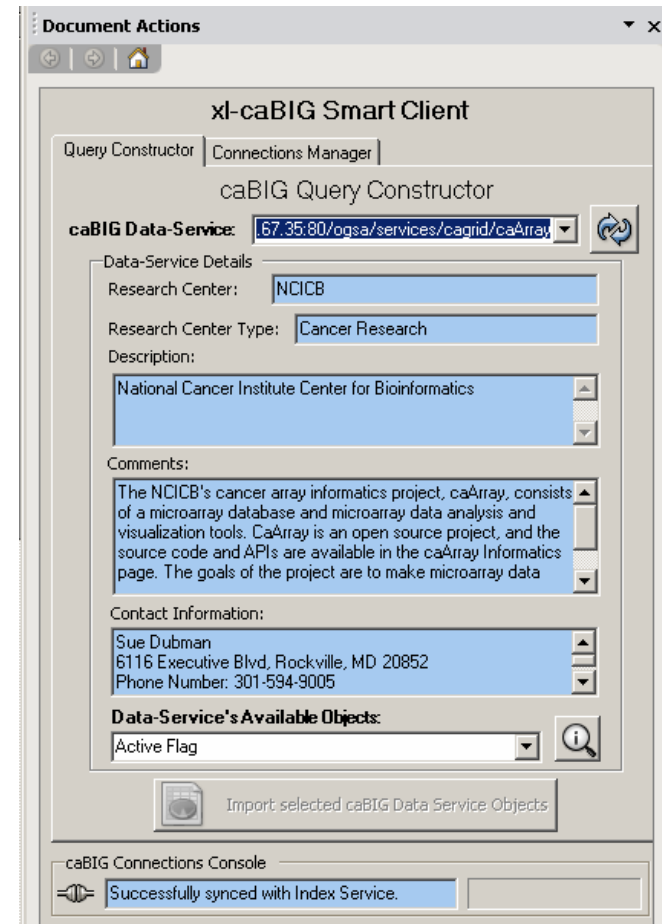 Document Actions
xl-caBIG Smart Client
Query Constructor
Connections Manager
caBIG Query Constructor
caBIG Data-Service:
.67.35:80/ogsa/services/cagrid/caArray
Data-Service Details
Research Center:
NCICB
Research Center Type:
Cancer Research
Description:
National Cancer Institute Center for Bioinformatics
Comments:
The NCICB's cancer array informatics project, caArray, consists
of a microarray database and microarray data analysis and
visualization tools. CaArray is an open source project, and the
source code and APIs are available in the caArray Informatics
page. The goals of the project are to make microarray data
Contact Information:
Sue Dubman
6116 Executive Blvd, Rockville, MD 20852
Phone Number: 301-594-9005
Data-Service's Available Objects:
Active Flag
Import selected caBIG Data Service Objects
caBIG Connections Console
Successfully synced with Index Service.